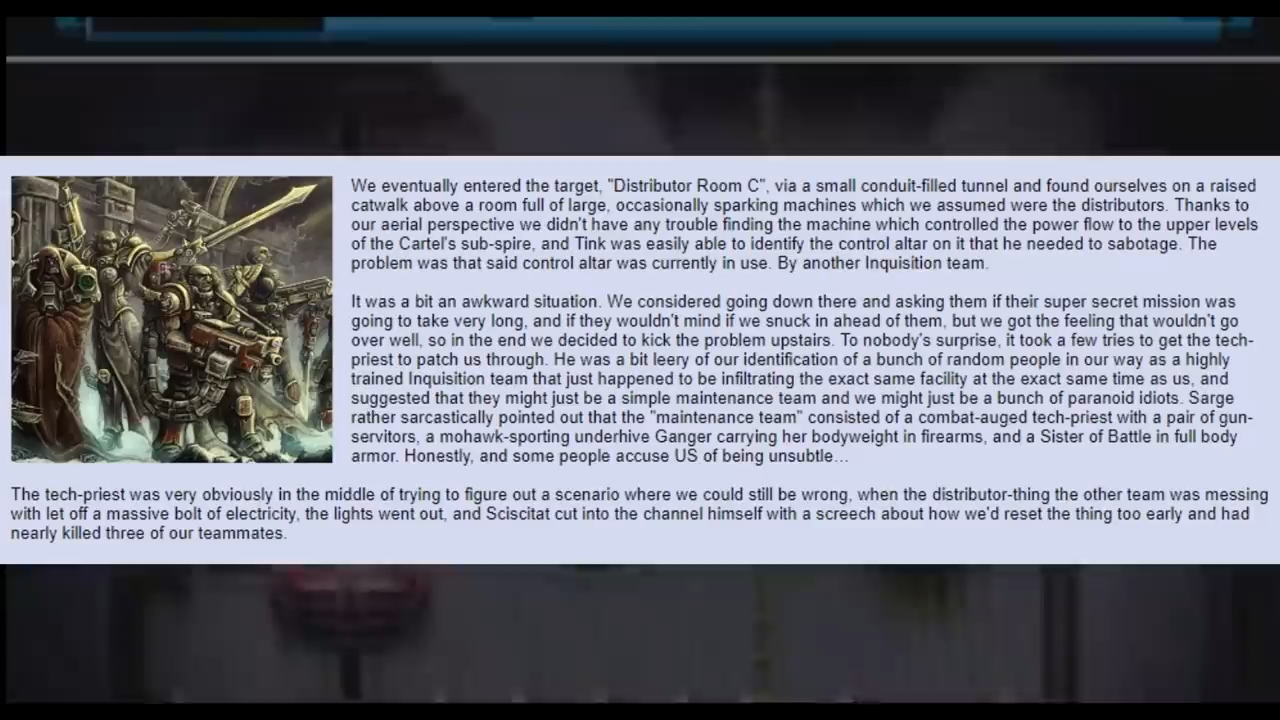 We eventually entered the target, "Distributor Room C", via a small conduit-filled tunnel and found ourselves on a raised
catwalk above a room full of large, occasionally sparking machines which we assumed were the distributors. Thanks to
our aerial perspective we didn't have any trouble finding the machine which controlled the power flow to the upper levels
of the Cartel's sub-spire, and Tink was easily able to identify the control altar on it that he needed to sabotage. The
problem was that said control altar was currently in use. By another Inquisition team.
It was a bit an awkward situation. We considered going down there and asking them if their super secret mission was
going to take very long, and if they wouldn't mind if we snuck in ahead of them, but we got the feeling that wouldn't go
over well, so in the end we decided to kick the problem upstairs. To nobody's surprise, it took a few tries to get the tech-
priest to patch us through. He was a bit leery of our identification of a bunch of random people in our way as a highly
trained Inquisition team that just happened to be infiltrating the exact same facility at the exact same time as us, and
suggested that they might just be a simple maintenance team and we might just be a bunch of paranoid idiots. Sarge
rather sarcastically pointed out that the "maintenance team" consisted of a combat-auged tech-priest with a pair of gun-
servitors, a mohawk-sporting underhive Ganger carrying her bodyweight in firearms, and a Sister of Battle in full body
armor. Honestly, and some people accuse US of being unsubtle…
The tech-priest was very obviously in the middle of trying to figure out a scenario where we could still be wrong, when the distributor-thing the other team was messing
with let off a massive bolt of electricity, the lights went out, and Sciscitat cut into the channel himself with a screech about how we'd reset the thing too early and had
nearly killed three of our teammates.